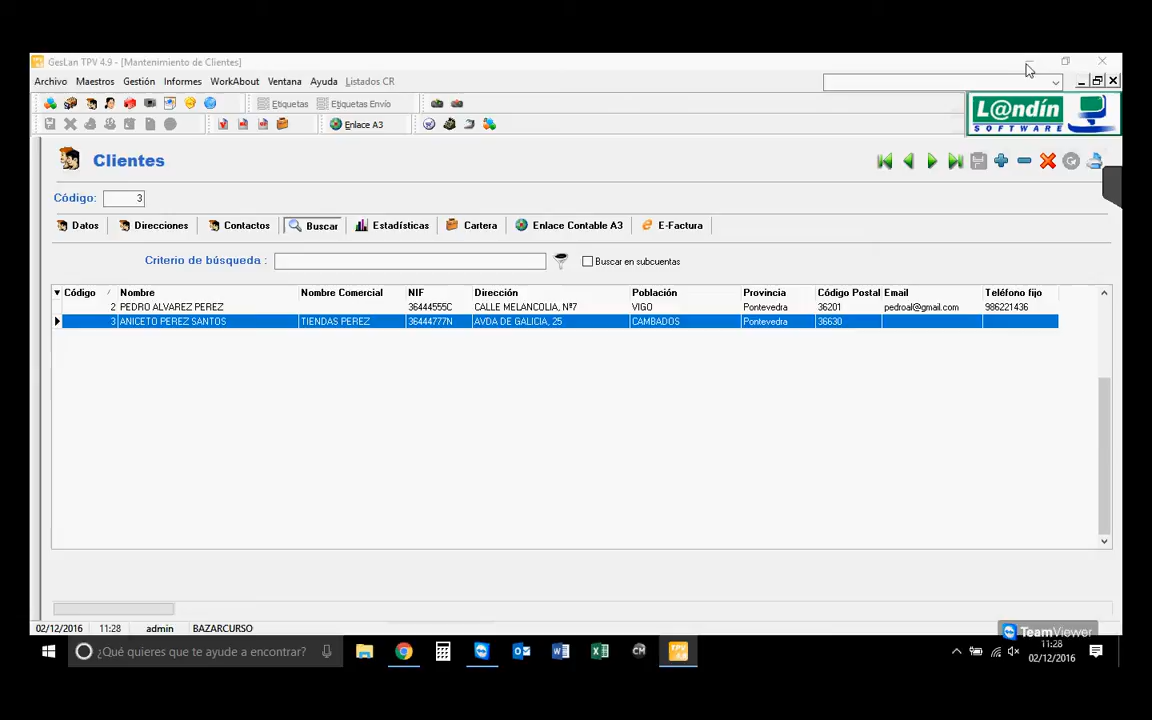 GesLan TPV 4.9 - [Mantenimiento de Clientes]
Archivo Maestros Gestión Informes WorkAbout Ventana Ayuda Listados CR
Etiquetas Etiquetas Envío
Enlace A3
L@ndín
SOFTWARE
Clientes
Código: 3
Datos Direcciones Contactos Buscar Estadísticas Cartera Enlace Contable A3 E-Factura
Criterio de búsqueda : Buscar en subcuentas
Código Nombre Nombre Comercial NIF Dirección Población Provincia Código Postal Email Teléfono fijo
2 PEDRO ALVAREZ PEREZ 36444555C CALLE MELANCOLIA, Nº7 VIGO Pontevedra 36201 pedroal@gmail.com 986221436
3 ANICETO PEREZ SANTOS TIENDAS PEREZ 36444777N AVDA DE GALICIA, 25 CAMBADOS Pontevedra 36630
02/12/2016 11:28 admin BAZARCURSO
TeamViewer
¿Qué quieres que te ayude a encontrar?
TPV
4.9
11:28
02/12/2016